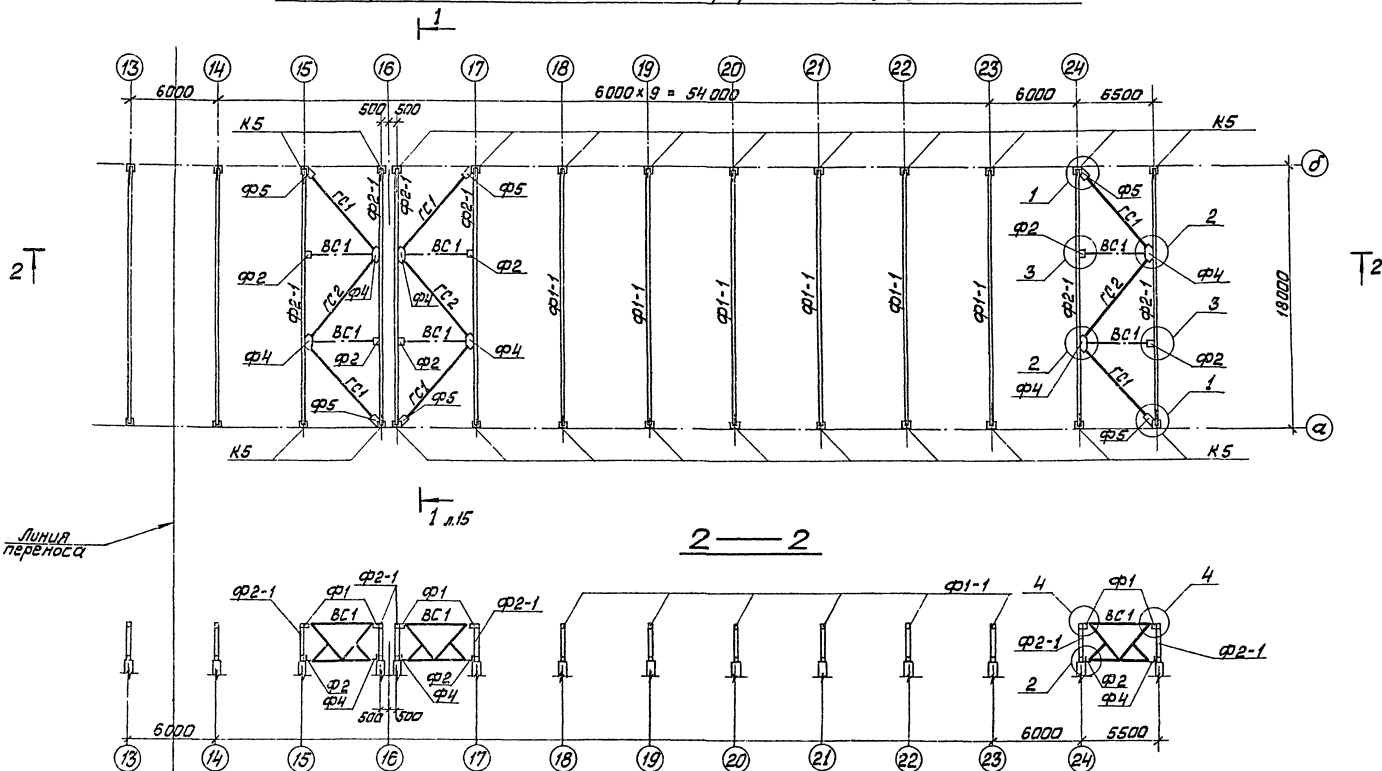 1
13 14 15 16 17 18 19 20 21 22 23 24
6000 500 500 6000 x 9 = 54 000 6000 5500
К5 К5
б
Ф5 Ф2-1 Ф2-1 Ф2-1 Ф5 1 Ф5
ГС1 ГС1 ГС1
2 Ф2 ВС1 Ф4 Ф4 ВС1 Ф2 Ф2 3 ВС1 2 Ф4 2
Ф2-1 ГС2 ГС2 Ф1-1 Ф1-1 Ф1-1 Ф1-1 Ф1-1 Ф1-1 Ф2-1 ГС2 Ф2-1 18000
Ф4 ВС1 Ф2 Ф2 ВС1 Ф4 2 Ф4 ВС1 3 Ф2
ГС1 ГС1 ГС1
Ф5 Ф5 Ф5 1
а
К5 К5
1 л.15
Линия
переноса
2 — 2
Ф2-1 Ф1 Ф2-1 Ф1 Ф2-1 Ф1-1 4 Ф1 4
ВС1 ВС1 ВС1
Ф2-1 Ф2-1
Ф2 Ф2 2 Ф2
Ф4 Ф4 Ф4
500 500
6000 6000 5500
13 14 15 16 17 18 19 20 21 22 23 24